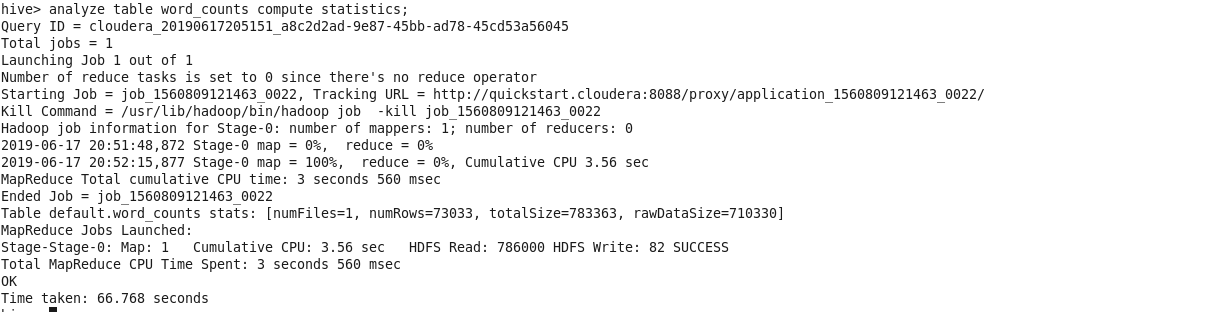 hive> analyze table word_counts compute statistics;
Query ID = cloudera_20190617205151_a8c2d2ad-9e87-45bb-ad78-45cd53a56045
Total jobs = 1
Launching Job 1 out of 1
Number of reduce tasks is set to 0 since there's no reduce operator
Starting Job = job_1560809121463_0022, Tracking URL = http://quickstart.cloudera:8088/proxy/application_1560809121463_0022/
Kill Command = /usr/lib/hadoop/bin/hadoop job  -kill job_1560809121463_0022
Hadoop job information for Stage-0: number of mappers: 1; number of reducers: 0
2019-06-17 20:51:48,872 Stage-0 map = 0%,  reduce = 0%
2019-06-17 20:52:15,877 Stage-0 map = 100%,  reduce = 0%, Cumulative CPU 3.56 sec
MapReduce Total cumulative CPU time: 3 seconds 560 msec
Ended Job = job_1560809121463_0022
Table default.word_counts stats: [numFiles=1, numRows=73033, totalSize=783363, rawDataSize=710330]
MapReduce Jobs Launched:
Stage-Stage-0: Map: 1   Cumulative CPU: 3.56 sec   HDFS Read: 786000 HDFS Write: 82 SUCCESS
Total MapReduce CPU Time Spent: 3 seconds 560 msec
OK
Time taken: 66.768 seconds